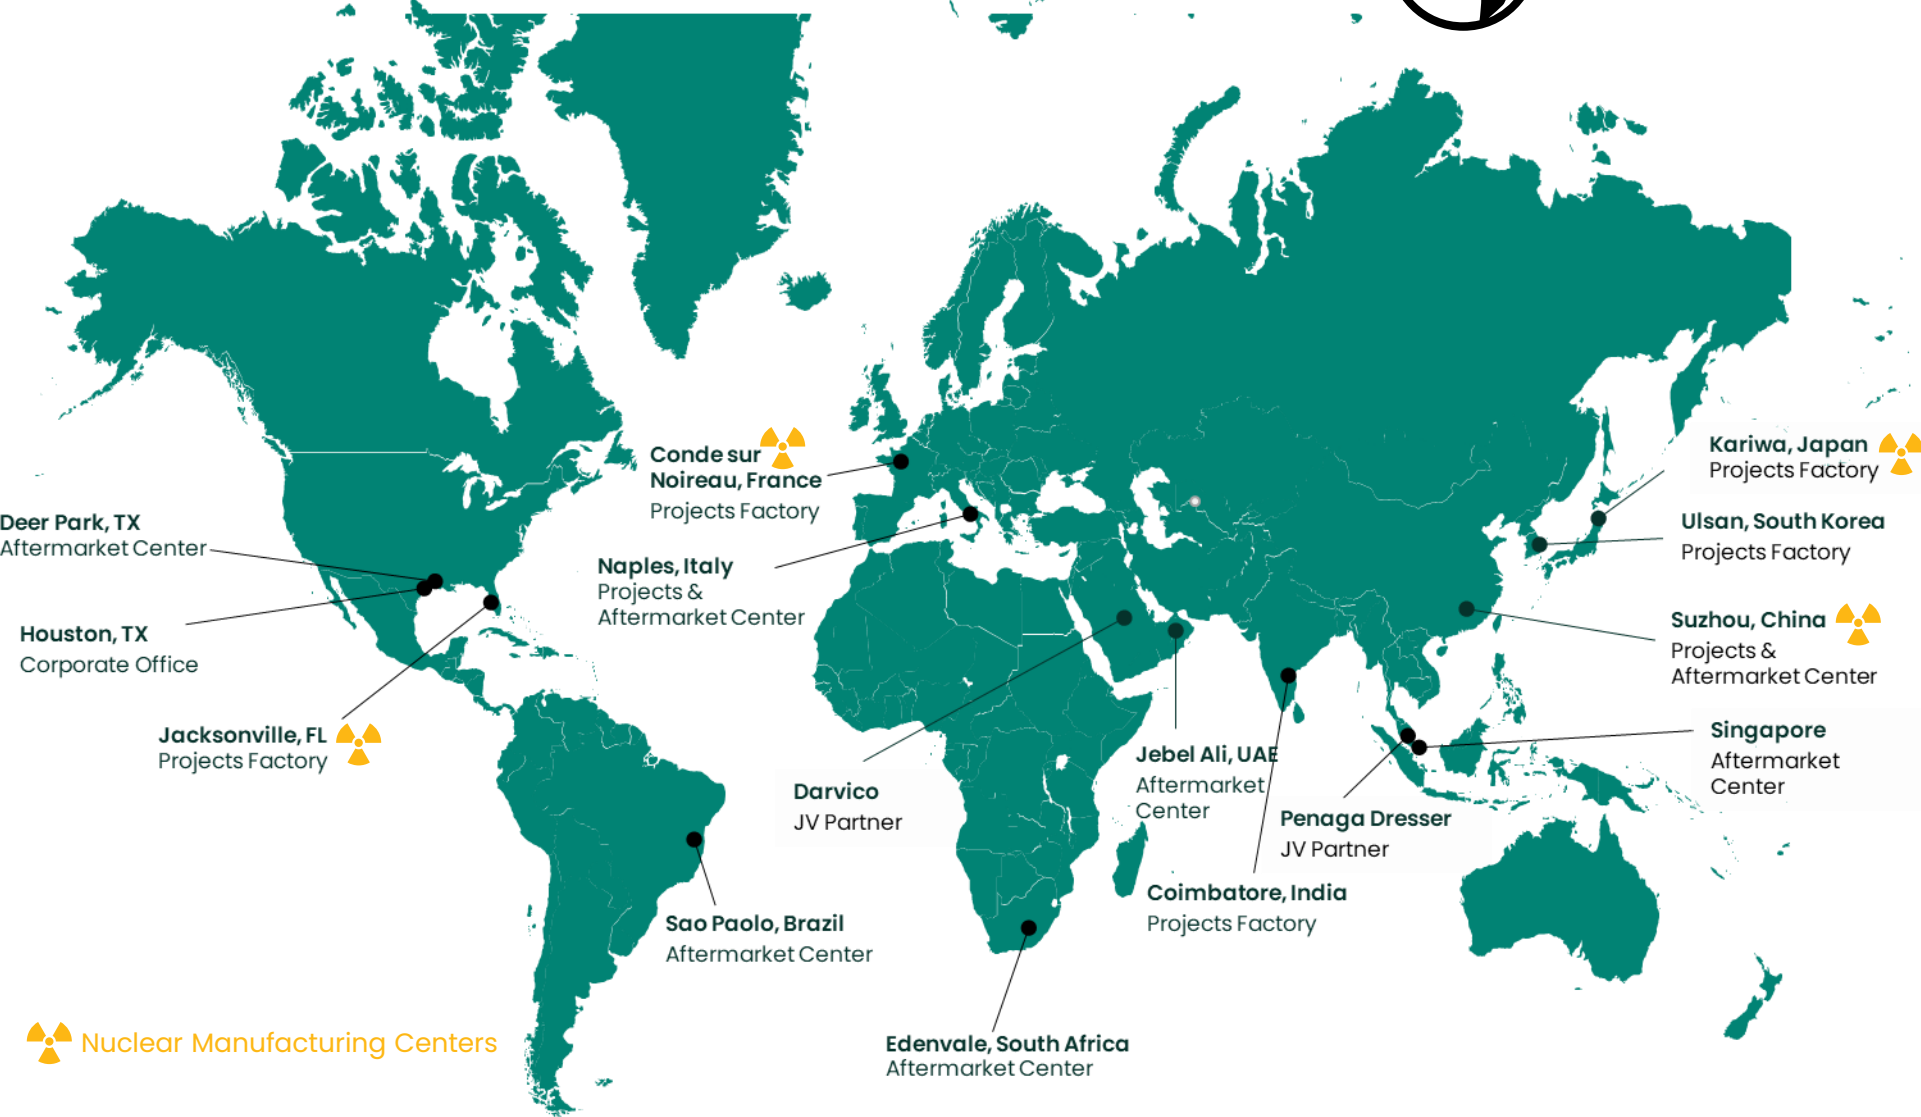 Conde sur
Noireau, France
Projects Factory
Kariwa, Japan
Projects Factory
Deer Park, TX
Aftermarket Center
Ulsan, South Korea
Projects Factory
Naples, Italy
Projects &
Aftermarket Center
Houston, TX
Corporate Office
Suzhou, China
Projects &
Aftermarket Center
Jacksonville, FL
Projects Factory
Singapore
Aftermarket
Center
Jebel Ali, UAE
Aftermarket
Center
Darvico
JV Partner
Penaga Dresser
JV Partner
Coimbatore, India
Projects Factory
Sao Paolo, Brazil
Aftermarket Center
Edenvale, South Africa
Aftermarket Center
Nuclear Manufacturing Centers